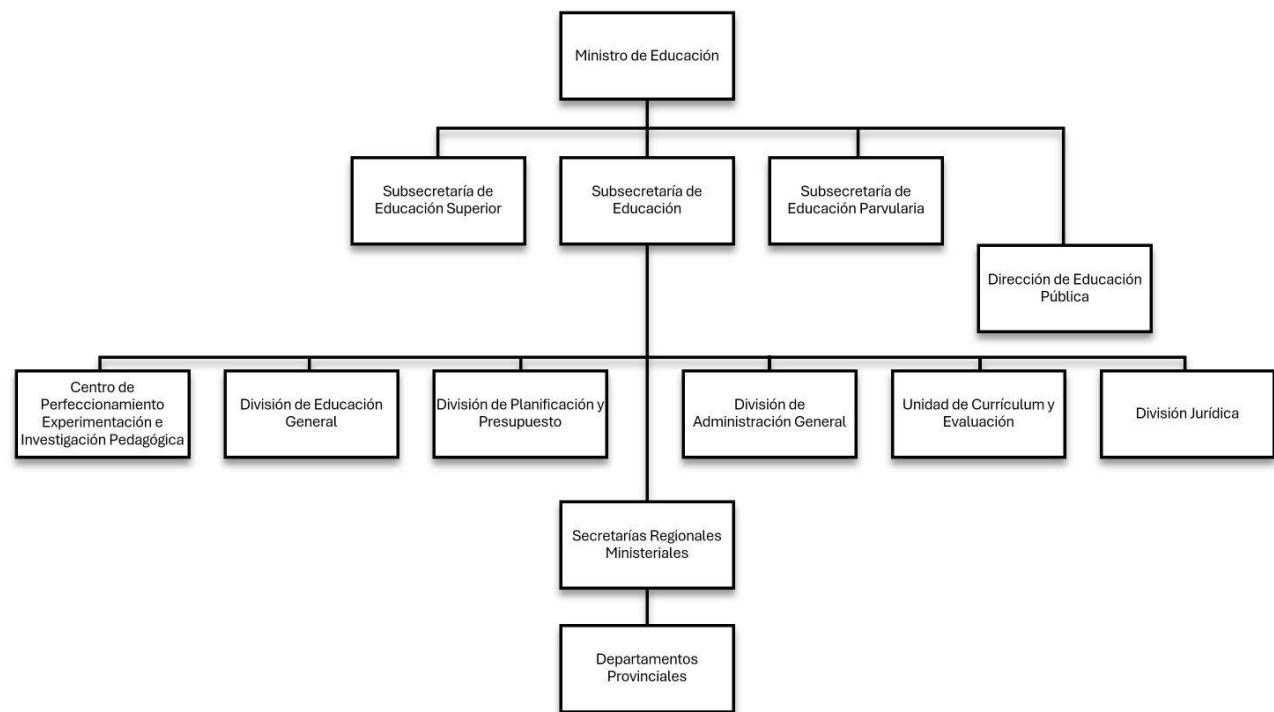 Ministro de Educación
Subsecretaría de
Educación Superior
Subsecretaría de
Educación
Subsecretaría de
Educación Parvularia
Dirección de Educación
Pública
Centro de
Perfeccionamiento
Experimentación e
Investigación Pedagógica
División de Educación
General
División de Planificación y
Presupuesto
División de
Administración General
Unidad de Currículum y
Evaluación
División Jurídica
Secretarías Regionales
Ministeriales
Departamentos
Provinciales